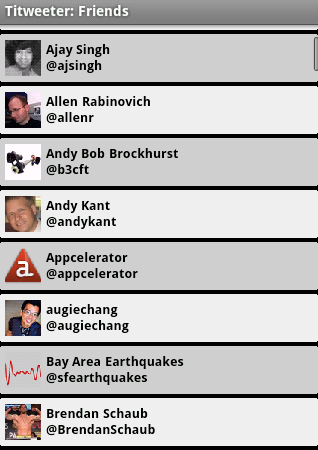 Titweeter: Friends
Ajay Singh
@ajsingh
Allen Rabinovich
@allenr
Andy Bob Brockhurst
@b3cft
Andy Kant
@andykant
a
Appcelerator
@appcelerator
augiechang
@augiechang
Bay Area Earthquakes
@sfearthquakes
Brendan Schaub
@BrendanSchaub